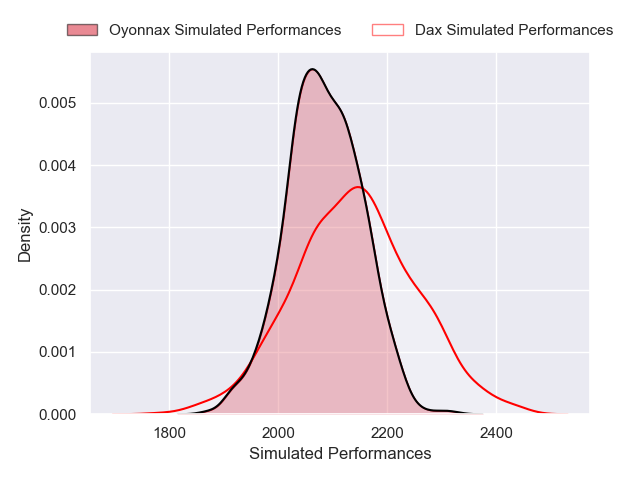 Oyonnax Simulated Performances
Dax Simulated Performances
0.005
0.004
0.003
0.002
0.001
0.000
Density
1800
2000
2200
2400
Simulated Performances